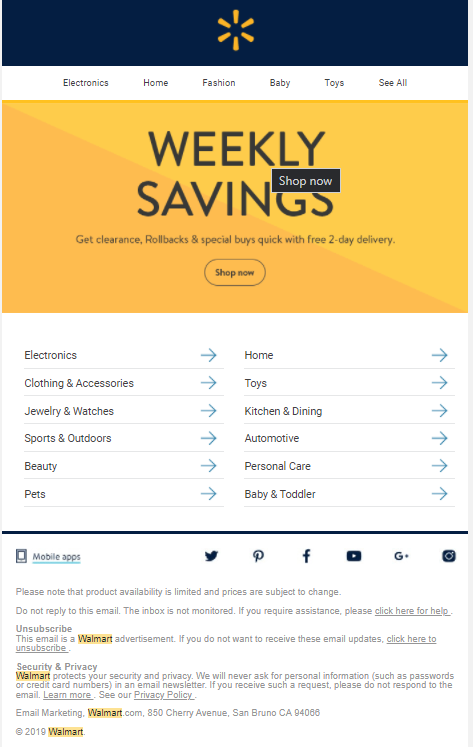 Electronics Home Fashion Baby Toys See All
WEEKLY
SAVINGS
Shop now
Get clearance, Rollbacks & special buys quick with free 2-day delivery.
Shop now
Electronics Home
Clothing & Accessories Toys
Jewelry & Watches Kitchen & Dining
Sports & Outdoors Automotive
Beauty Personal Care
Pets Baby & Toddler
Mobile apps
Please note that product availability is limited and prices are subject to change.
Do not reply to this email. The inbox is not monitored. If you require assistance, please click here for help .
Unsubscribe
This email is a Walmart advertisement. If you do not want to receive these email updates, click here to
unsubscribe .
Security & Privacy
Walmart protects your security and privacy. We will never ask for personal information (such as passwords
or credit card numbers) in an email newsletter. If you receive such a request, please do not respond to the
email. Learn more . See our Privacy Policy .
Email Marketing, Walmart.com, 850 Cherry Avenue, San Bruno CA 94066
© 2019 Walmart.